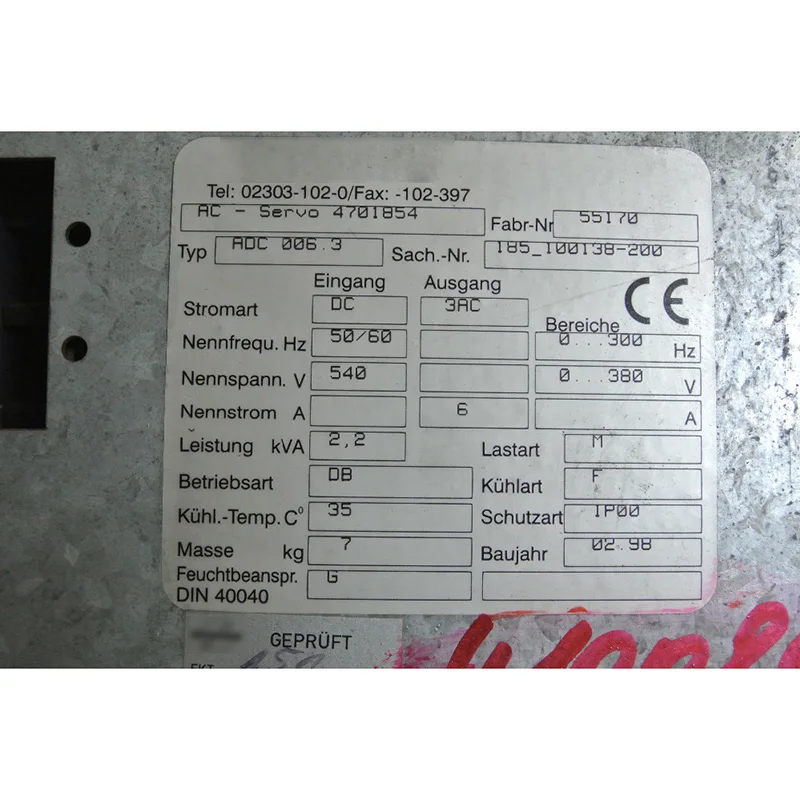 Tel: 02303-102-0/Fax: -102-397
AC - Servo 4701854 Fabr-Nr 55170
Typ ADC 006.3 Sach.-Nr. 185_100138-200
Eingang Ausgang
CE
Stromart DC 3AC Bereiche
Nennfrequ. Hz 50/60 0...300 Hz
Nennspann. V 540 0...380 V
Nennstrom A 6 A
Leistung kVA 2,2 Lastart M
Betriebsart DB Kühlart F
Kühl.-Temp. C° 35 Schutzart IP00
Masse kg 7 Baujahr 02.98
Feuchtbeanspr. G
DIN 40040
GEPRÜFT